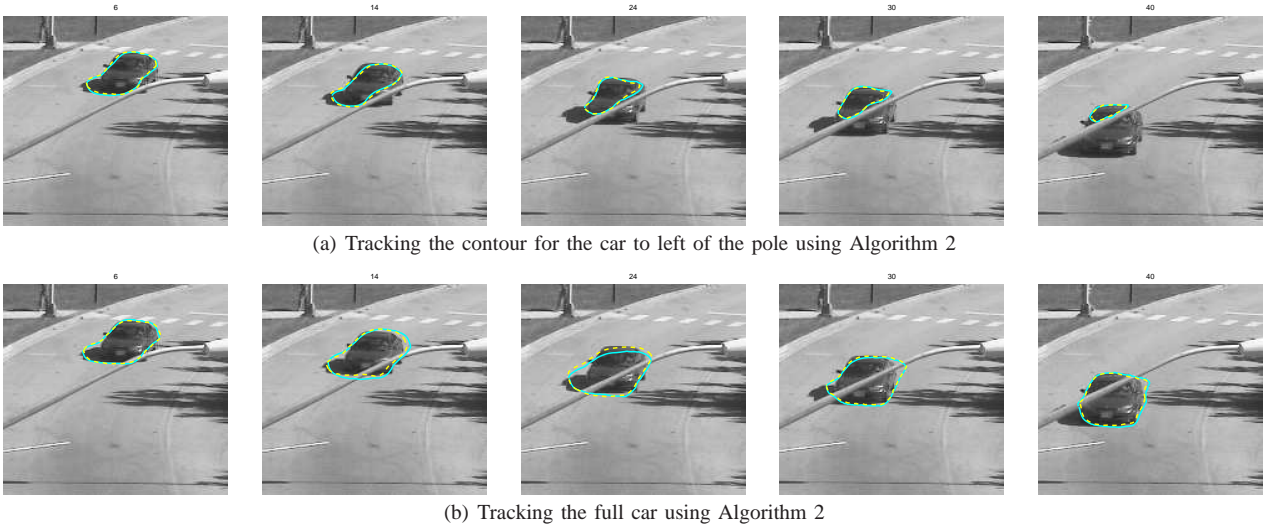 6 14 24 30 40
(a) Tracking the contour for the car to left of the pole using Algorithm 2
6 14 24 30 40
(b) Tracking the full car using Algorithm 2